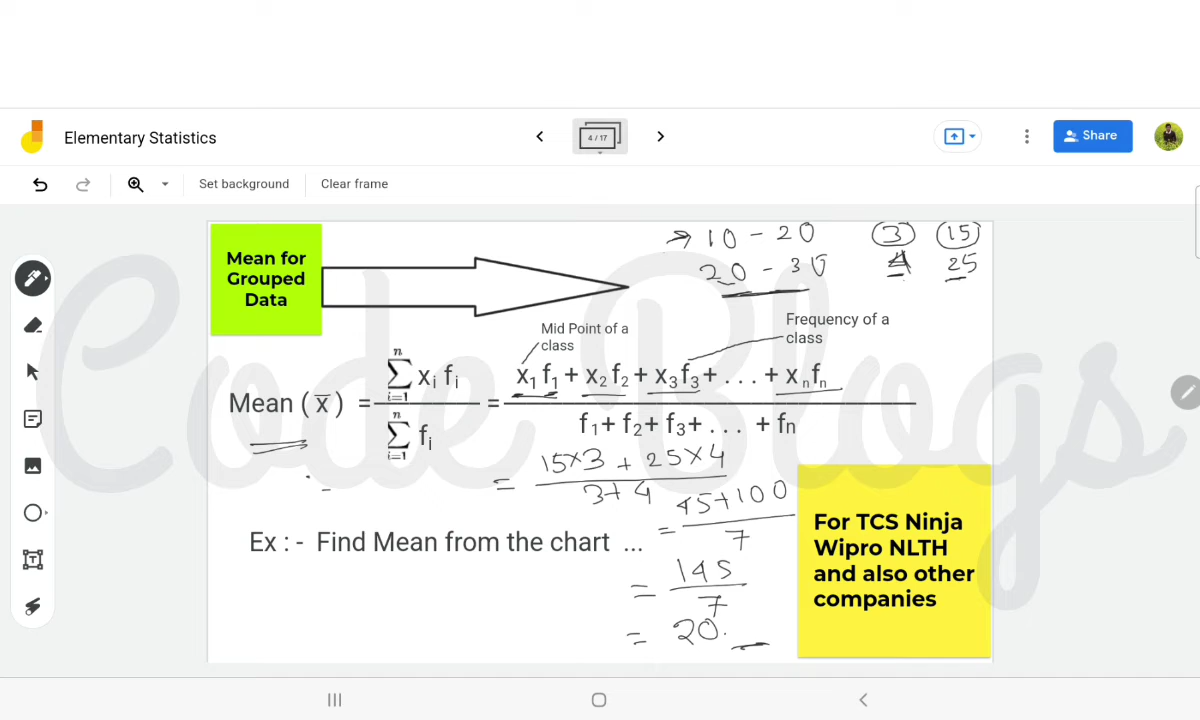 Elementary Statistics
4 / 17
Share
Set background
Clear frame
Mean for
Grouped
Data
→ 10 - 20 3 15
20 - 30 4 25
Mid Point of a
class
Frequency of a
class
Mean ( x̅ ) = n ∑ i=1 xi fi / n ∑ i=1 fi = x1 f1 + x2 f2 + x3 f3 + . . . + xn fn / f1 + f2 + f3 + . . . + fn
= 15×3 + 25×4 / 3+4
= 45+100 / 7
Ex : - Find Mean from the chart ...
= 145 / 7
= 20.
For TCS Ninja
Wipro NLTH
and also other
companies
Code Blogs